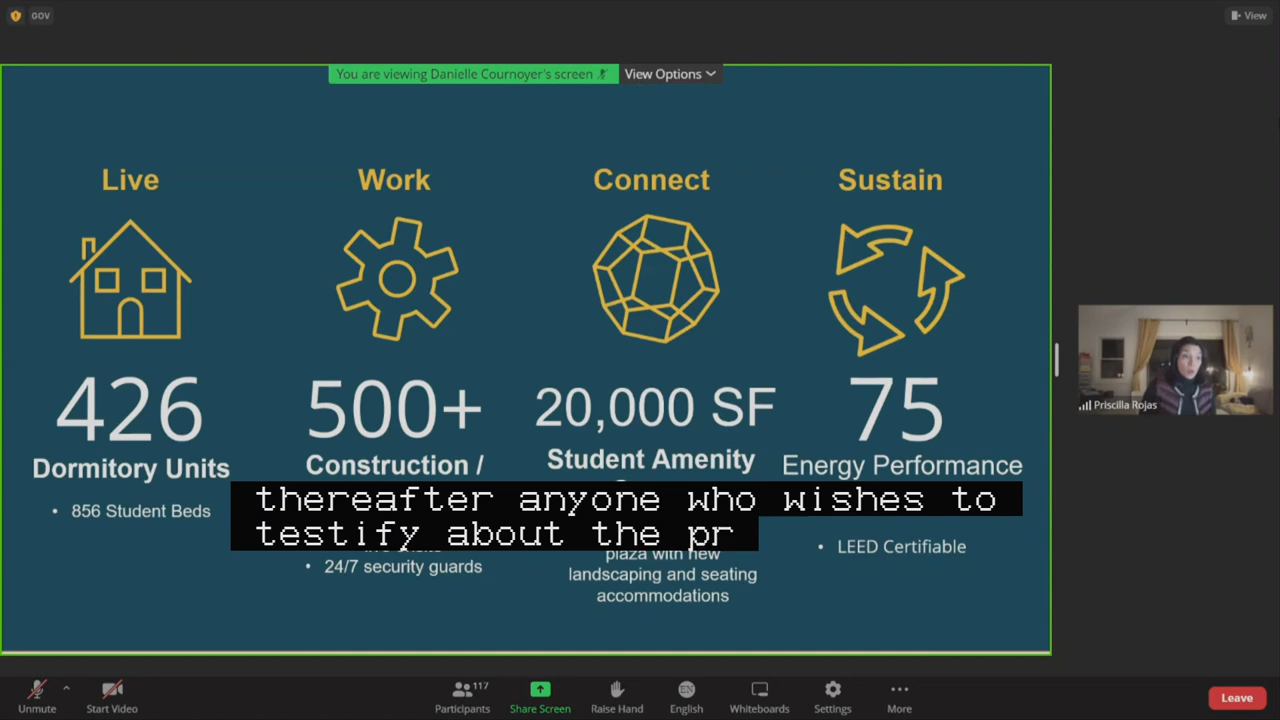 GOV
View
You are viewing Danielle Cournoyer's screen
View Options
Live
Work
Connect
Sustain
426
500+
20,000 SF
75
Dormitory Units
Construction /
Student Amenity
Energy Performance
856 Student Beds
thereafter anyone who wishes to
testify about the pr
24/7 security guards
plaza with new
landscaping and seating
accommodations
LEED Certifiable
Priscilla Rojas
Unmute
Start Video
117
Participants
Share Screen
Raise Hand
EN
English
Whiteboards
Settings
More
Leave